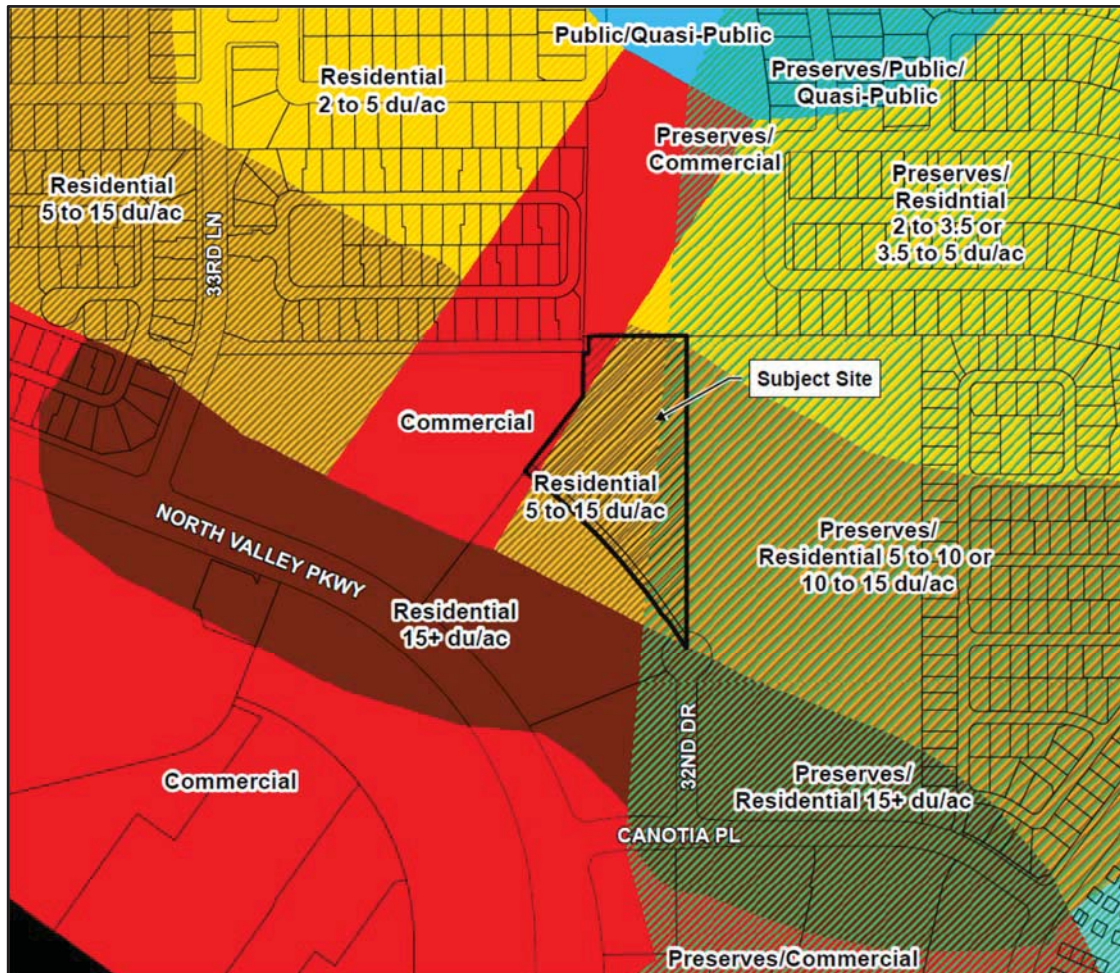 Public/Quasi-Public
Residential
2 to 5 du/ac
Preserves/Public/
Quasi-Public
Preserves/
Commercial
Residential
5 to 15 du/ac
Preserves/
Residntial
2 to 3.5 or
3.5 to 5 du/ac
33RD LN
Subject Site
Commercial
Residential
5 to 15 du/ac
NORTH VALLEY PKWY
Preserves/
Residential 5 to 10 or
10 to 15 du/ac
Residential
15+ du/ac
32ND DR
Commercial
Preserves/
Residential 15+ du/ac
CANOTIA PL
Preserves/Commercial